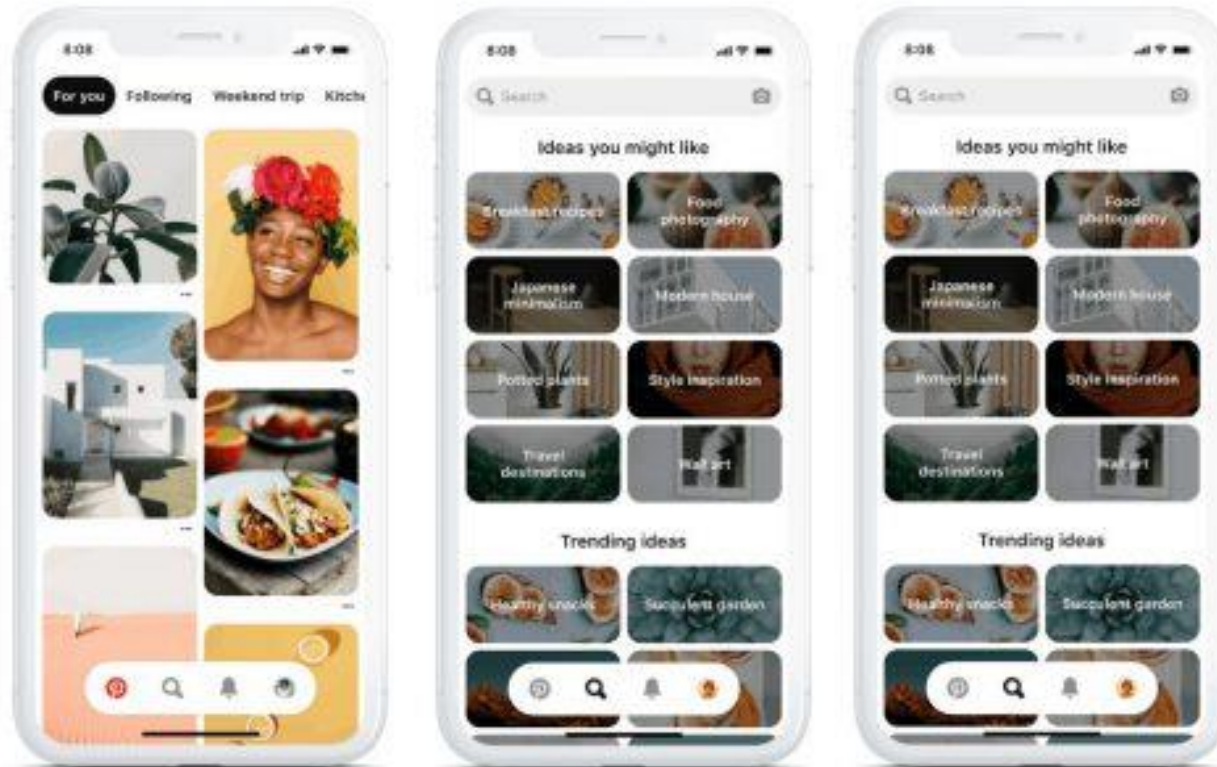 8:08
For you Following Weekend trip Kitche
8:08
Search
Ideas you might like
Breakfast recipes
Food
photography
Japanese
minimalism
Modern house
Potted plants
Style inspiration
Travel
destinations
Wall art
Trending ideas
Healthy snacks
Succulent garden
8:08
Search
Ideas you might like
Breakfast recipes
Food
photography
Japanese
minimalism
Modern house
Potted plants
Style inspiration
Travel
destinations
Wall art
Trending ideas
Healthy snacks
Succulent garden